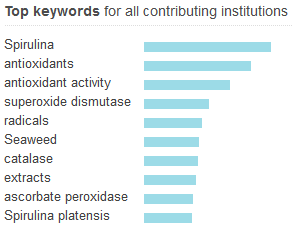 Top keywords for all contributing institutions
Spirulina
antioxidants
antioxidant activity
superoxide dismutase
radicals
Seaweed
catalase
extracts
ascorbate peroxidase
Spirulina platensis